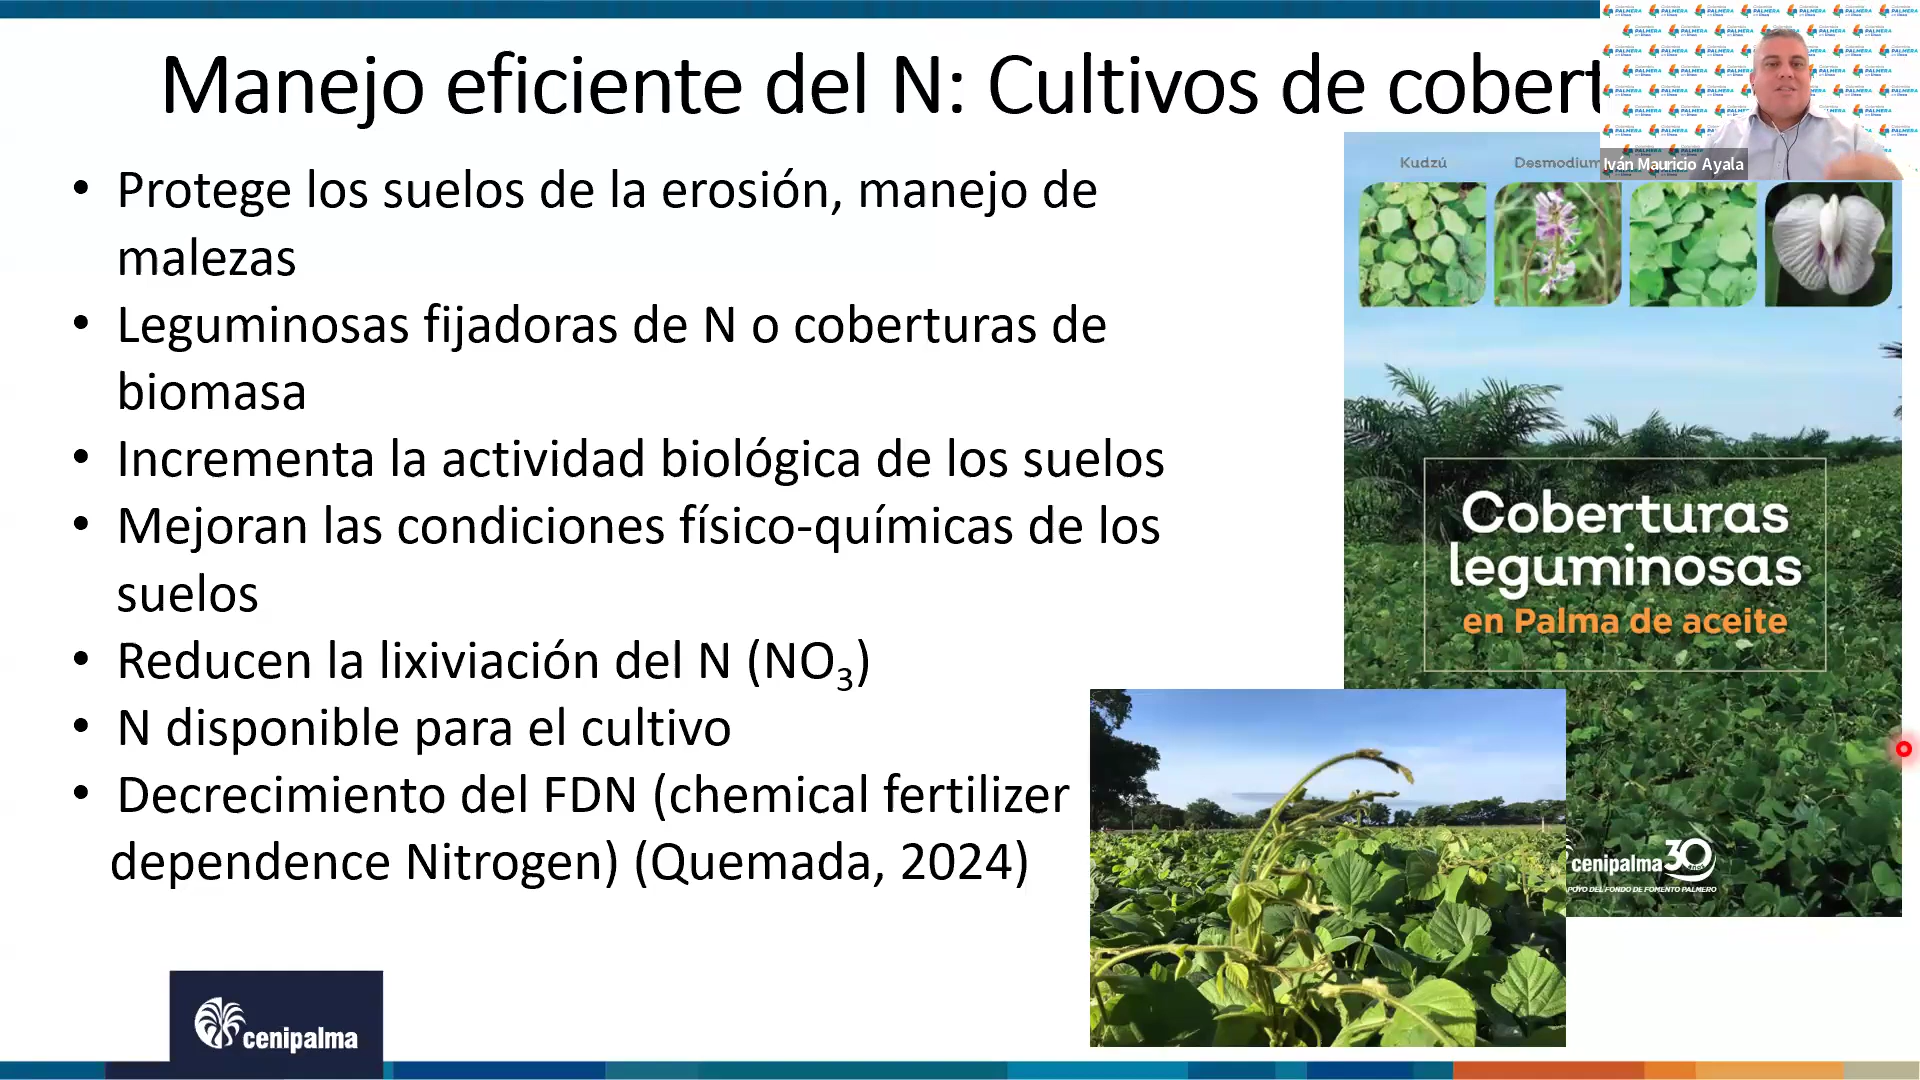 Manejo eficiente del N: Cultivos de cobert
Iván Mauricio Ayala
• Protege los suelos de la erosión, manejo de
malezas
• Leguminosas fijadoras de N o coberturas de
biomasa
• Incrementa la actividad biológica de los suelos
• Mejoran las condiciones físico-químicas de los
suelos
• Reducen la lixiviación del N (NO₃)
• N disponible para el cultivo
• Decrecimiento del FDN (chemical fertilizer
dependence Nitrogen) (Quemada, 2024)
Kudzú
Desmodium
Coberturas
leguminosas
en Palma de aceite
cenipalma 30
POYO DEL FONDO DE FOMENTO PALMERO
cenipalma